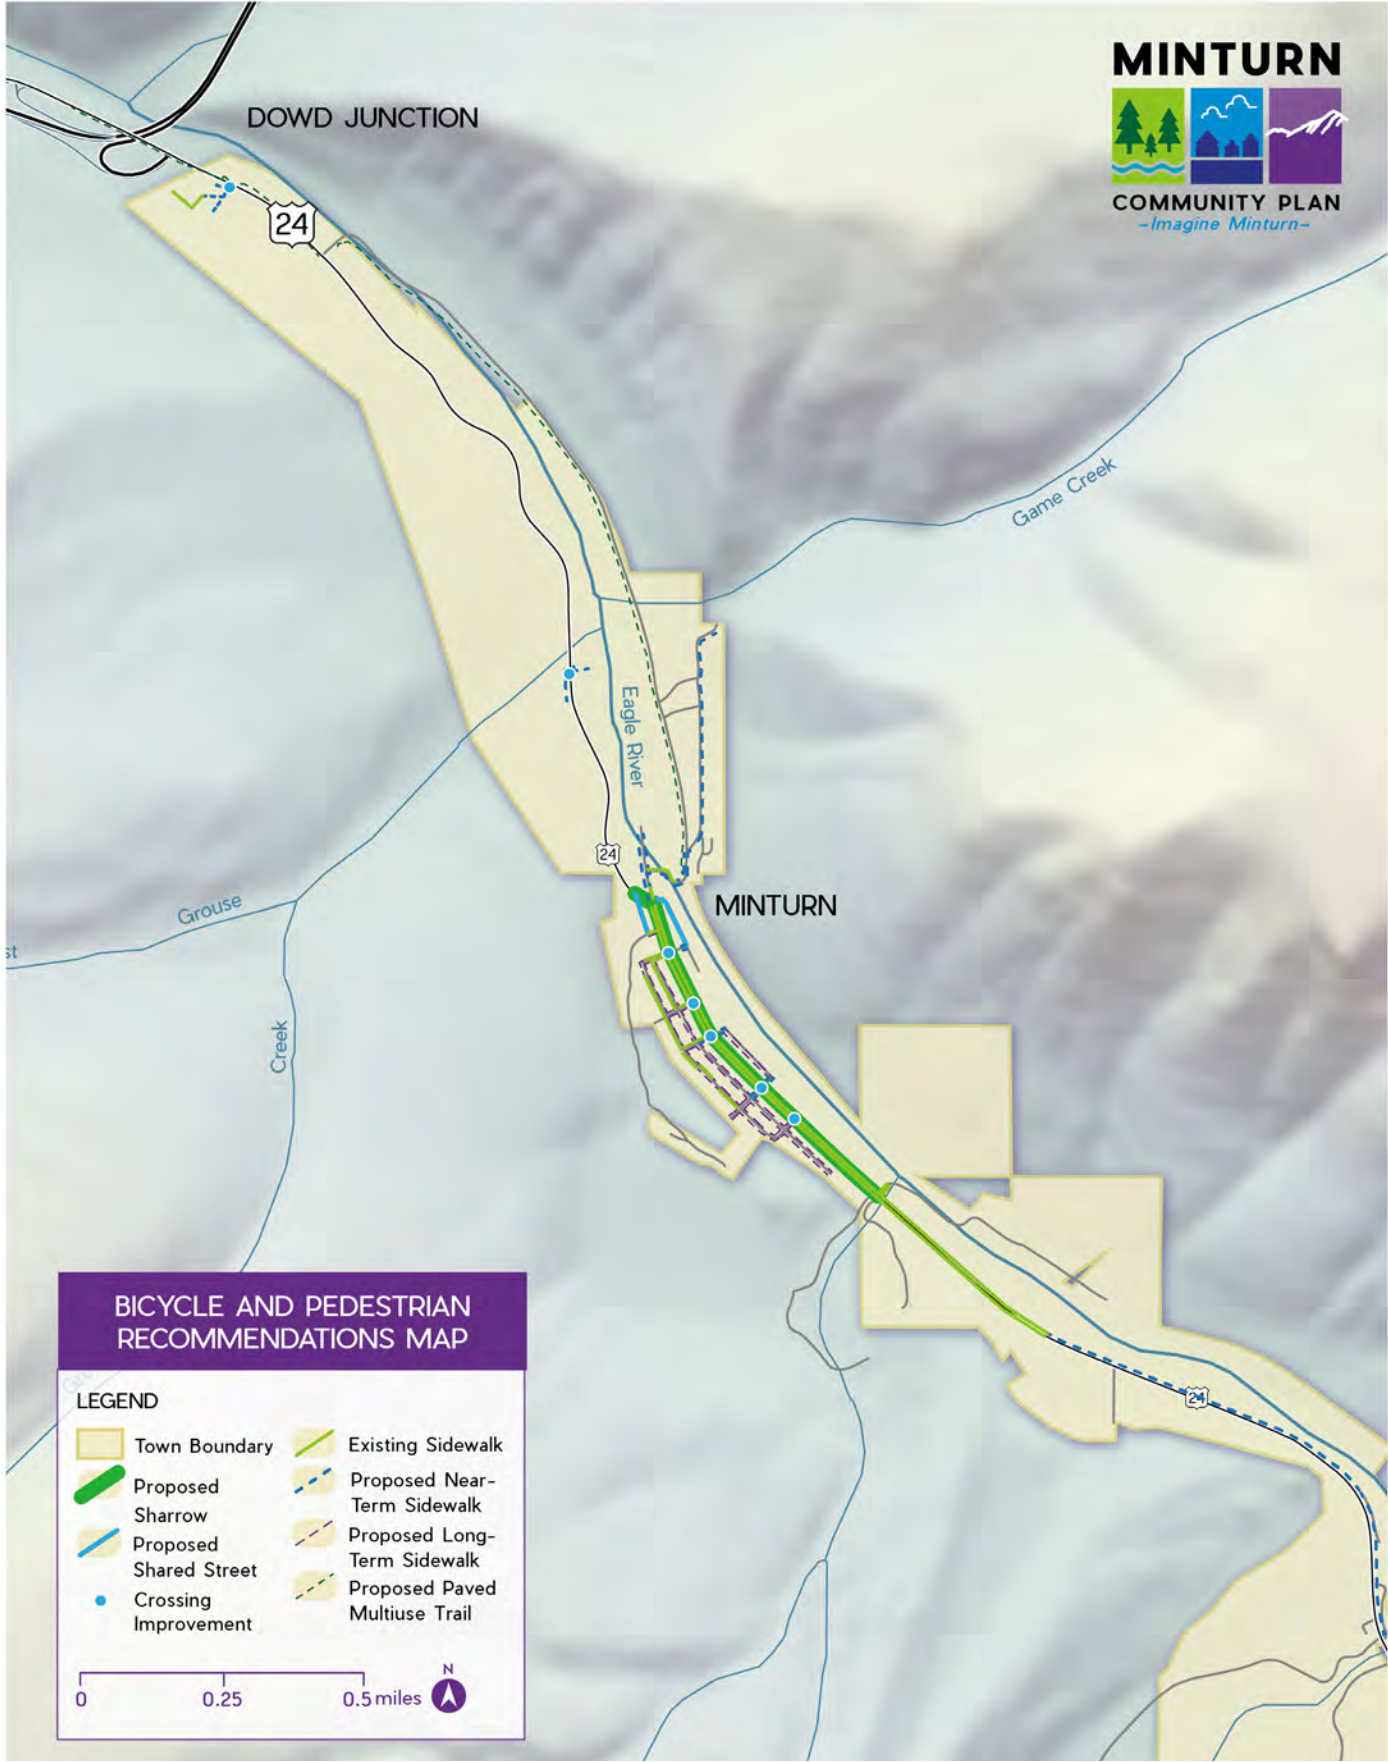 MINTURN
COMMUNITY PLAN
-Imagine Minturn-
DOWD JUNCTION
24
Game Creek
Eagle River
24
MINTURN
Grouse
st
Creek
24
BICYCLE AND PEDESTRIAN
RECOMMENDATIONS MAP
LEGEND
Town Boundary
Proposed
Sharrow
Proposed
Shared Street
Crossing
Improvement
Existing Sidewalk
Proposed Near-
Term Sidewalk
Proposed Long-
Term Sidewalk
Proposed Paved
Multiuse Trail
0 0.25 0.5 miles
N